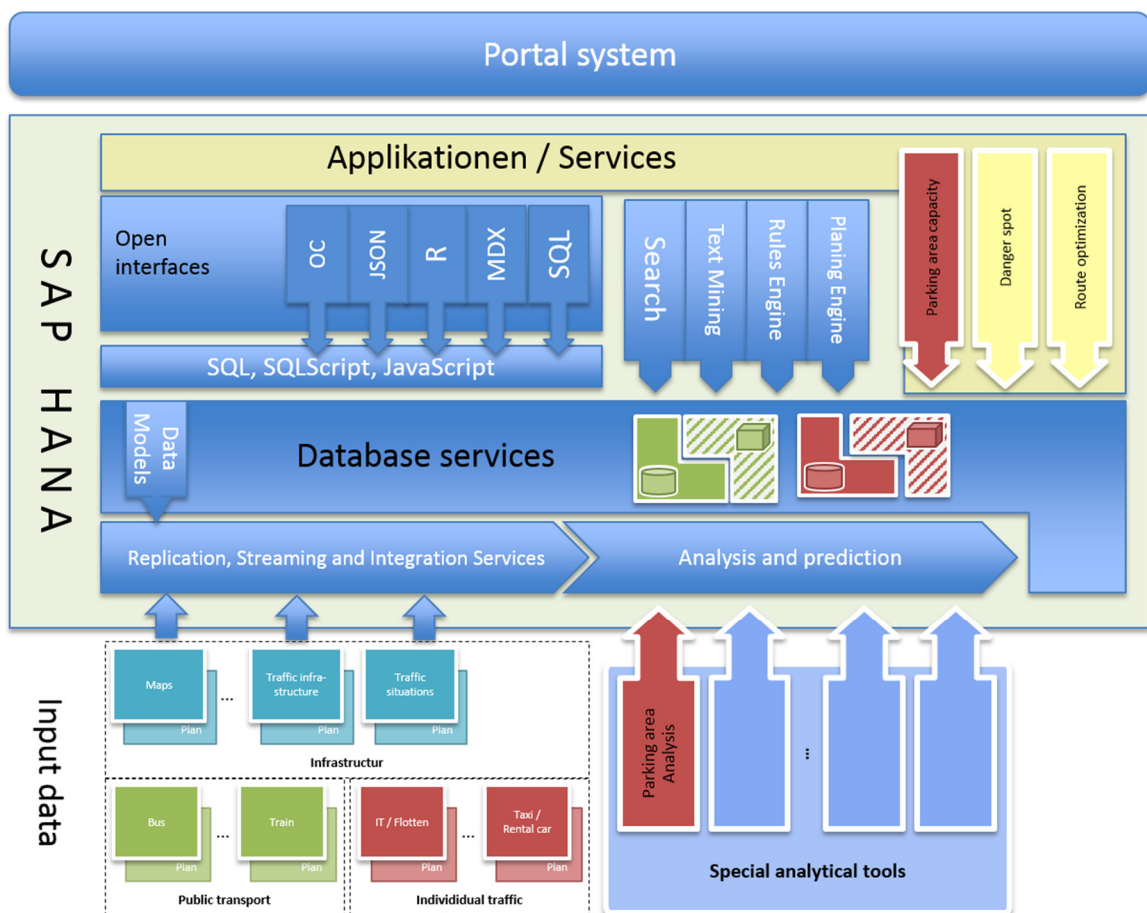 Portal system
SAP HANA
Applikationen / Services
Open
interfaces
OC
JSON
R
MDX
SQL
Search
Text Mining
Rules Engine
Planing Engine
Parking area capacity
Danger spot
Route optimization
SQL, SQLScript, JavaScript
Data
Models
Database services
Replication, Streaming and Integration Services
Analysis and prediction
Input data
Maps
Plan
...
Traffic infra-
structure
Plan
Traffic
situations
Plan
Infrastructur
Bus
Plan
...
Train
Plan
Public transport
IT / Flotten
Plan
...
Taxi /
Rental car
Plan
Individidual traffic
Parking area
Analysis
...
Special analytical tools